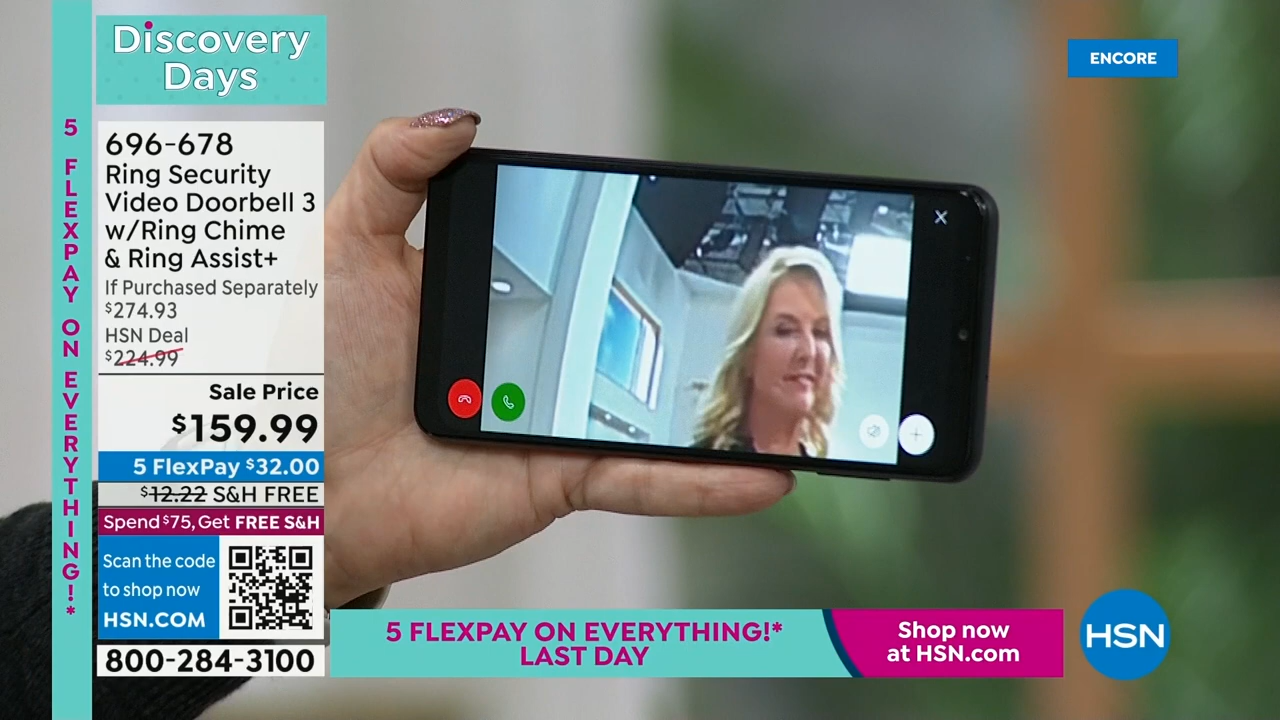 5 FLEXPAY ON EVERYTHING!*
Discovery
Days
696-678
Ring Security
Video Doorbell 3
w/Ring Chime
& Ring Assist+
If Purchased Separately
$274.93
HSN Deal
$224.99
Sale Price
$159.99
5 FlexPay $32.00
$12.22 S&H FREE
Spend $75, Get FREE S&H
Scan the code
to shop now
HSN.COM
800-284-3100
ENCORE
5 FLEXPAY ON EVERYTHING!*
LAST DAY
Shop now
at HSN.com
HSN